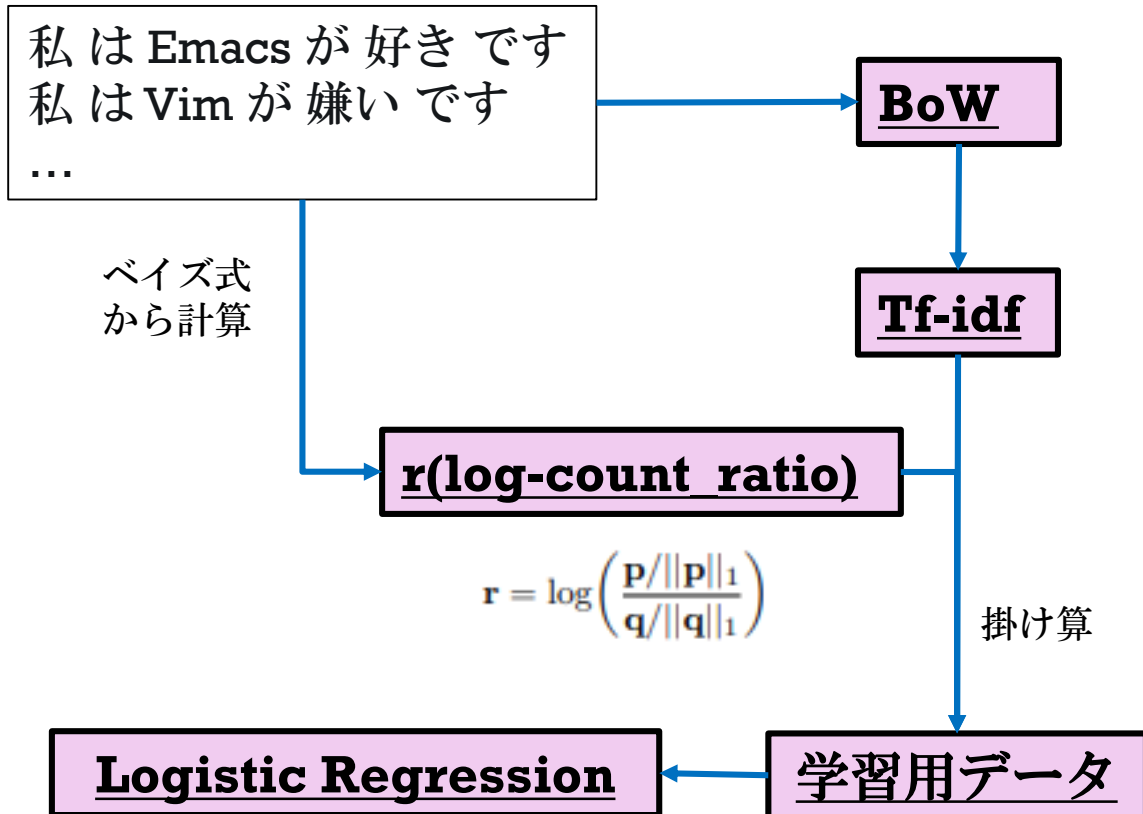 私 は Emacs が 好き です
私 は Vim が 嫌い です
…
BoW
ベイズ式
から計算
Tf-idf
r(log-count_ratio)
r = log( (p/||p||₁) / (q/||q||₁) )
掛け算
Logistic Regression
学習用データ